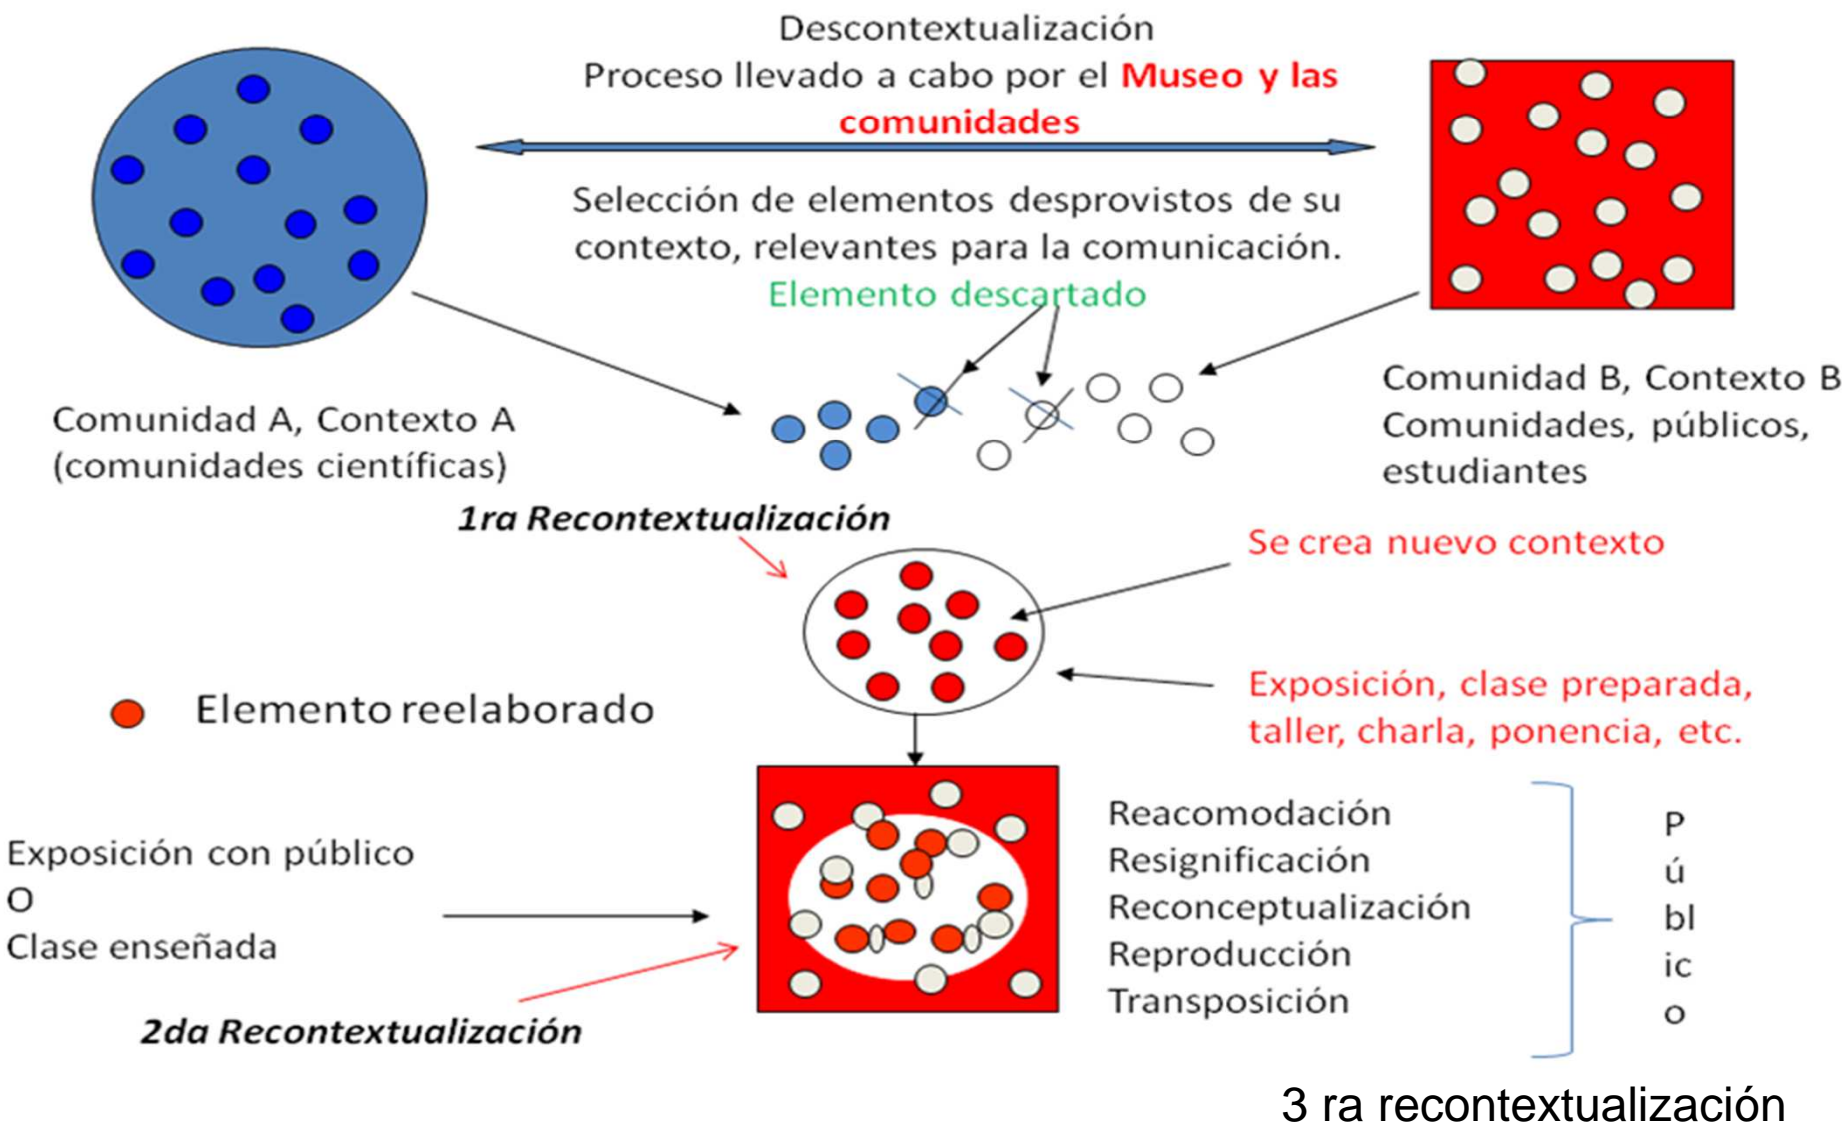 Descontextualización
Proceso llevado a cabo por el Museo y las
comunidades
Selección de elementos desprovistos de su
contexto, relevantes para la comunicación.
Elemento descartado
Comunidad A, Contexto A
(comunidades científicas)
Comunidad B, Contexto B
Comunidades, públicos,
estudiantes
1ra Recontextualización
Se crea nuevo contexto
Elemento reelaborado
Exposición, clase preparada,
taller, charla, ponencia, etc.
Exposición con público
O
Clase enseñada
2da Recontextualización
Reacomodación
Resignificación
Reconceptualización
Reproducción
Transposición
P
ú
bl
ic
o
3 ra recontextualización